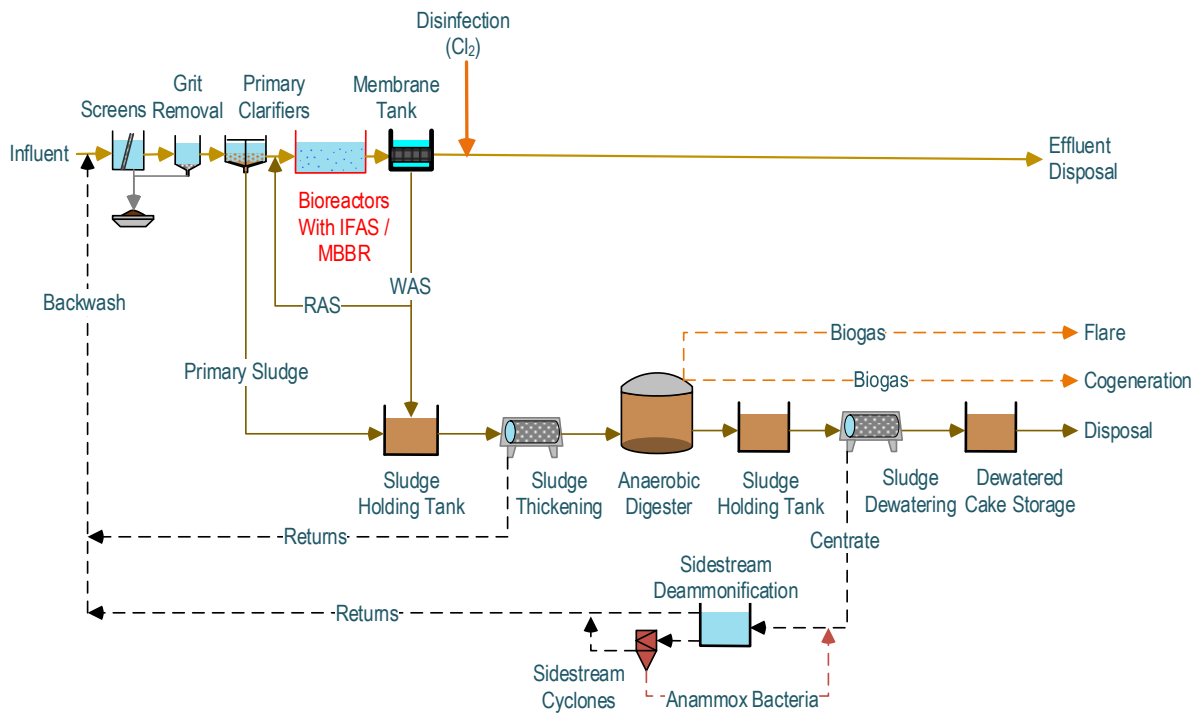 Disinfection
(Cl₂)
Grit
Removal
Primary
Clarifiers
Membrane
Tank
Screens
Influent
Effluent
Disposal
Bioreactors
With IFAS /
MBBR
WAS
RAS
Backwash
Primary Sludge
Biogas
Flare
Biogas
Cogeneration
Disposal
Sludge
Holding Tank
Sludge
Thickening
Anaerobic
Digester
Sludge
Holding Tank
Sludge
Dewatering
Dewatered
Cake Storage
Returns
Centrate
Sidestream
Deammonification
Returns
Sidestream
Cyclones
Anammox Bacteria